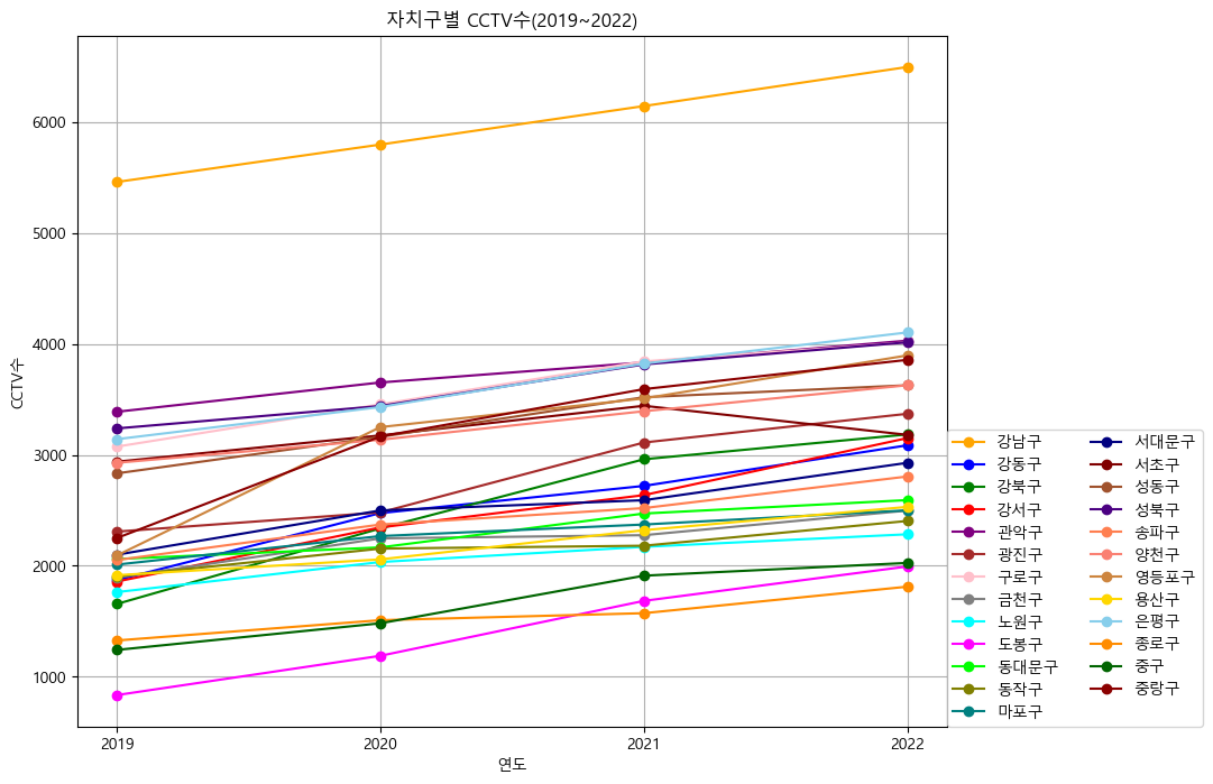 자치구별 CCTV수(2019~2022)
6000
5000
4000
3000
2000
1000
CCTV수
2019 2020 2021 2022
연도
강남구 서대문구
강동구 서초구
강북구 성동구
강서구 성북구
관악구 송파구
광진구 양천구
구로구 영등포구
금천구 용산구
노원구 은평구
도봉구 종로구
동대문구 중구
동작구 중랑구
마포구